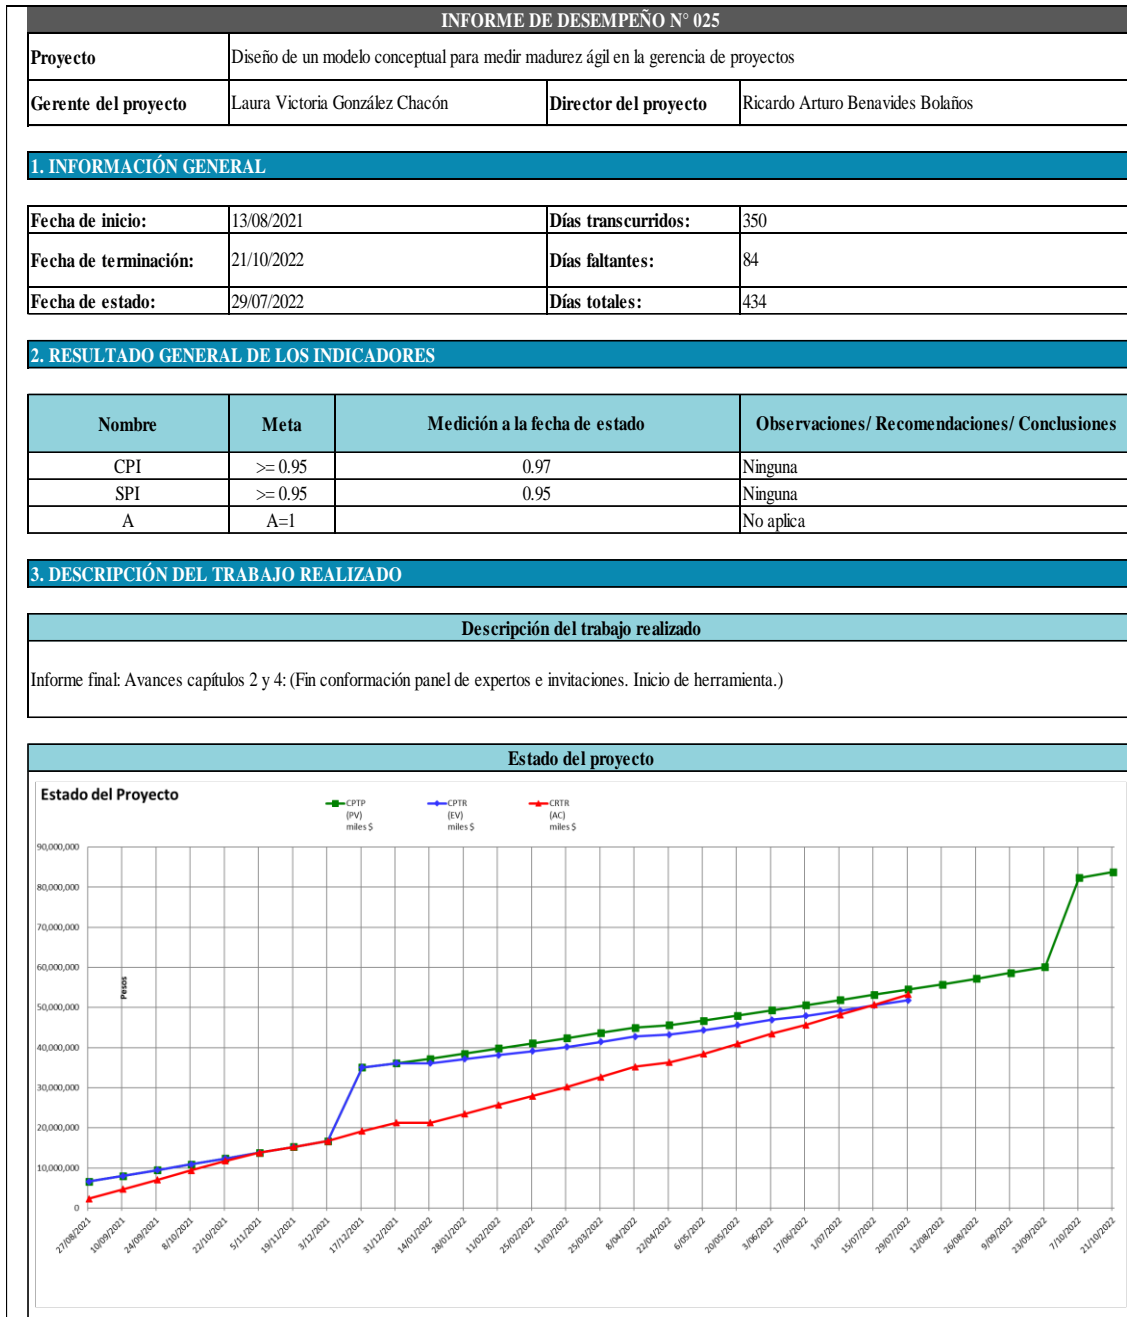 INFORME DE DESEMPEÑO N° 025
Proyecto Diseño de un modelo conceptual para medir madurez ágil en la gerencia de proyectos
Gerente del proyecto Laura Victoria González Chacón Director del proyecto Ricardo Arturo Benavides Bolaños
1. INFORMACIÓN GENERAL
Fecha de inicio: 13/08/2021 Días transcurridos: 350
Fecha de terminación: 21/10/2022 Días faltantes: 84
Fecha de estado: 29/07/2022 Días totales: 434
2. RESULTADO GENERAL DE LOS INDICADORES
Nombre Meta Medición a la fecha de estado Observaciones/ Recomendaciones/ Conclusiones
CPI >= 0.95 0.97 Ninguna
SPI >= 0.95 0.95 Ninguna
A A=1 No aplica
3. DESCRIPCIÓN DEL TRABAJO REALIZADO
Descripción del trabajo realizado
Informe final: Avances capítulos 2 y 4: (Fin conformación panel de expertos e invitaciones. Inicio de herramienta.)
Estado del proyecto
Estado del Proyecto
CPTP CPTR CRTR
(PV) (EV) (AC)
miles $ miles $ miles $
90,000,000
80,000,000
70,000,000
60,000,000
50,000,000
40,000,000
30,000,000
20,000,000
10,000,000
0
Pesos
27/08/2021 10/09/2021 24/09/2021 8/10/2021 22/10/2021 5/11/2021 19/11/2021 3/12/2021 17/12/2021 31/12/2021 14/01/2022 28/01/2022 11/02/2022 25/02/2022 11/03/2022 25/03/2022 8/04/2022 22/04/2022 6/05/2022 20/05/2022 3/06/2022 17/06/2022 1/07/2022 15/07/2022 29/07/2022 12/08/2022 26/08/2022 9/09/2022 23/09/2022 7/10/2022 21/10/2022